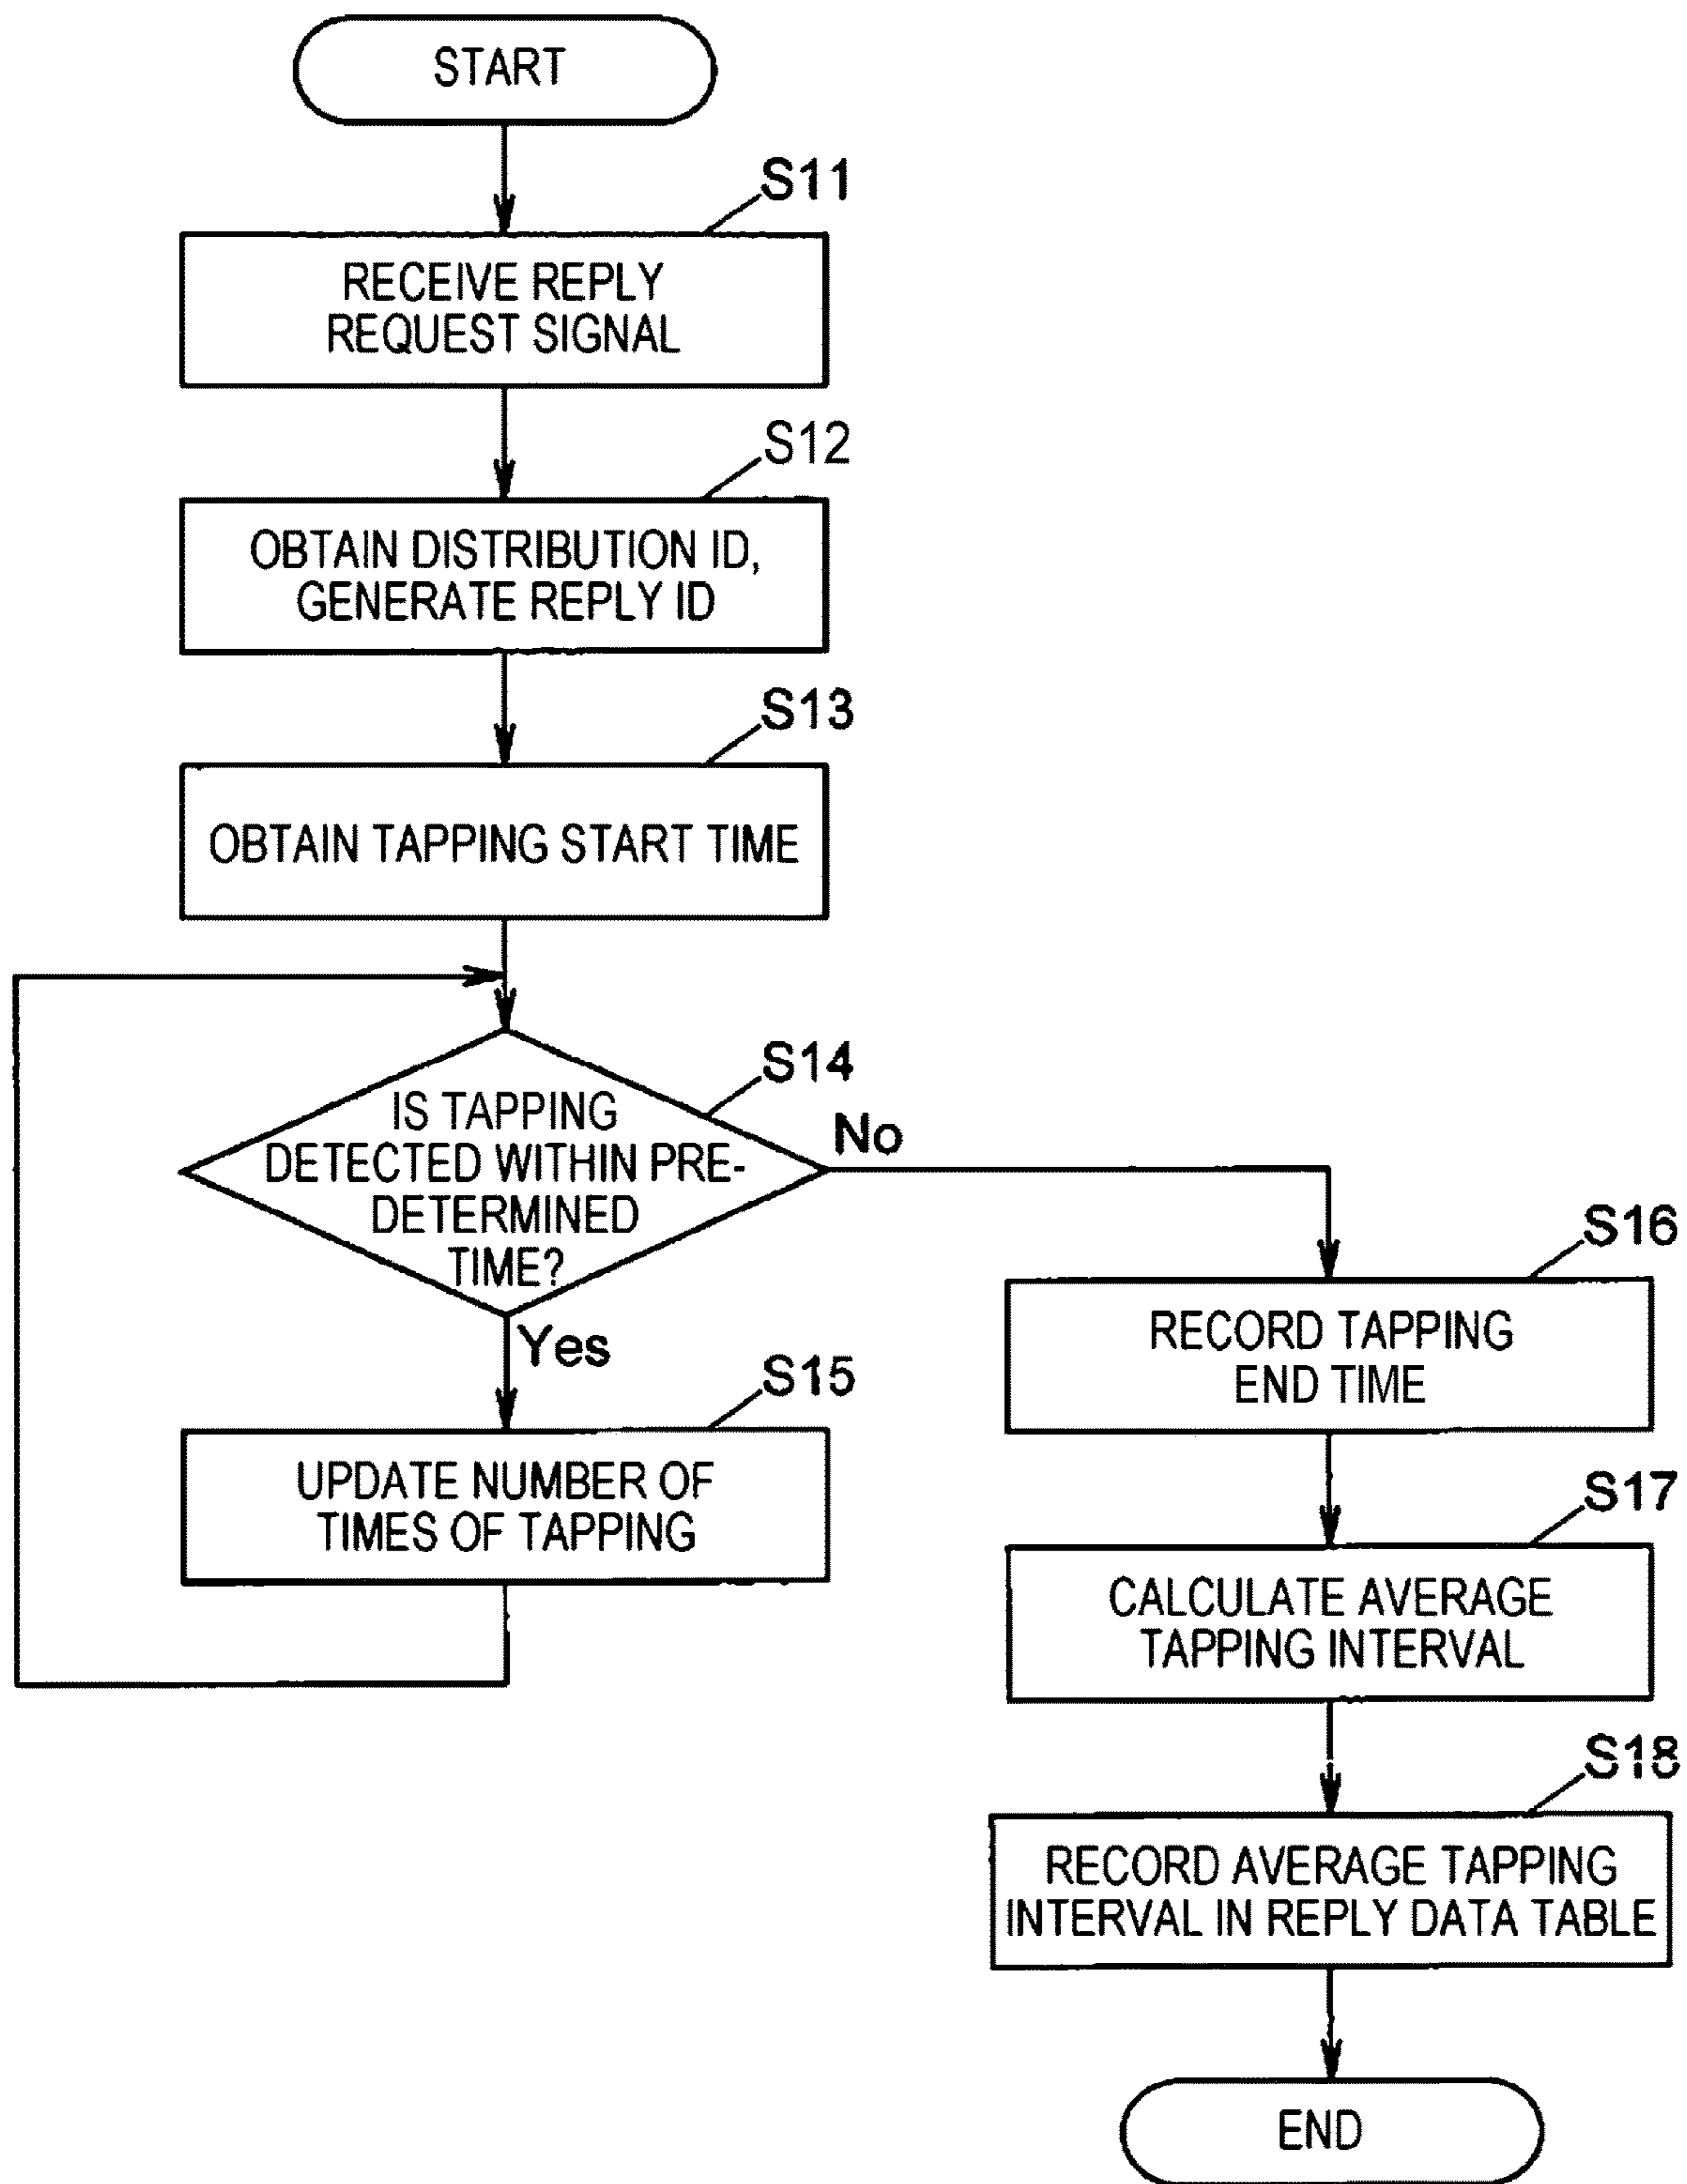 START
S11
RECEIVE REPLY
REQUEST SIGNAL
S12
OBTAIN DISTRIBUTION ID,
GENERATE REPLY ID
S13
OBTAIN TAPPING START TIME
S14
IS TAPPING
DETECTED WITHIN PRE-
DETERMINED
TIME?
No
Yes
S15
UPDATE NUMBER OF
TIMES OF TAPPING
S16
RECORD TAPPING
END TIME
S17
CALCULATE AVERAGE
TAPPING INTERVAL
S18
RECORD AVERAGE TAPPING
INTERVAL IN REPLY DATA TABLE
END